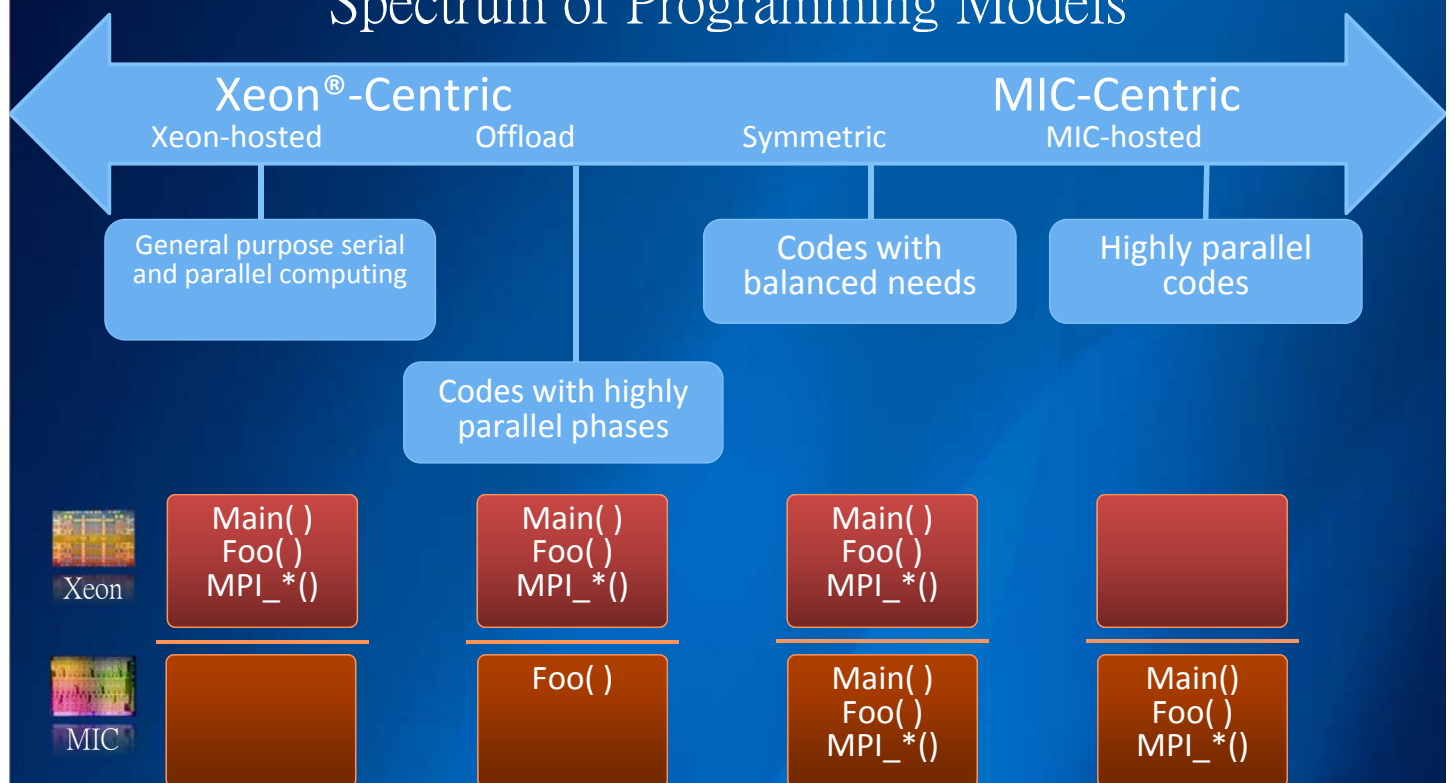 Spectrum of Programming Models
Xeon®-Centric
MIC-Centric
Xeon-hosted
Offload
Symmetric
MIC-hosted
General purpose serial
and parallel computing
Codes with
balanced needs
Highly parallel
codes
Codes with highly
parallel phases
Xeon
Main( )
Foo( )
MPI_*()
Main( )
Foo( )
MPI_*()
Main( )
Foo( )
MPI_*()
MIC
Foo( )
Main( )
Foo( )
MPI_*()
Main()
Foo( )
MPI_*()